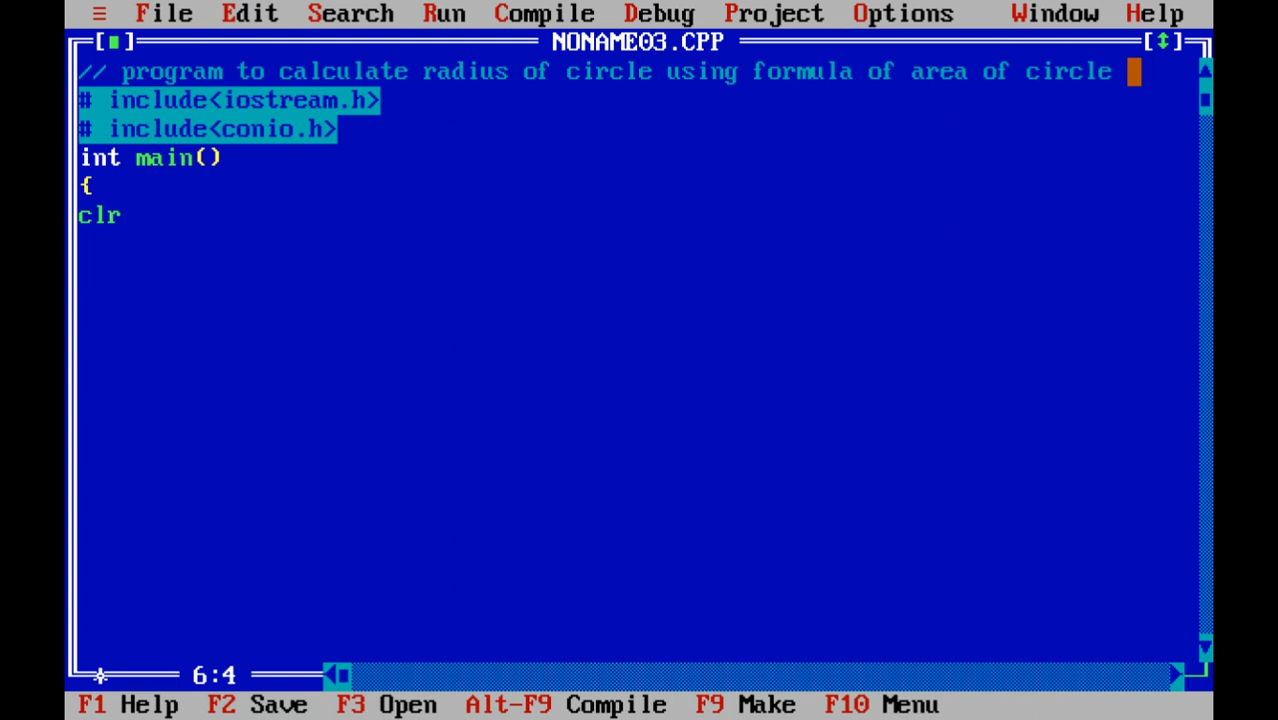 ≡ File Edit Search Run Compile Debug Project Options Window Help
[■] NONAME03.CPP [↕]
// program to calculate radius of circle using formula of area of circle
# include<iostream.h>
# include<conio.h>
int main()
{
clr
6:4
F1 Help F2 Save F3 Open Alt-F9 Compile F9 Make F10 Menu